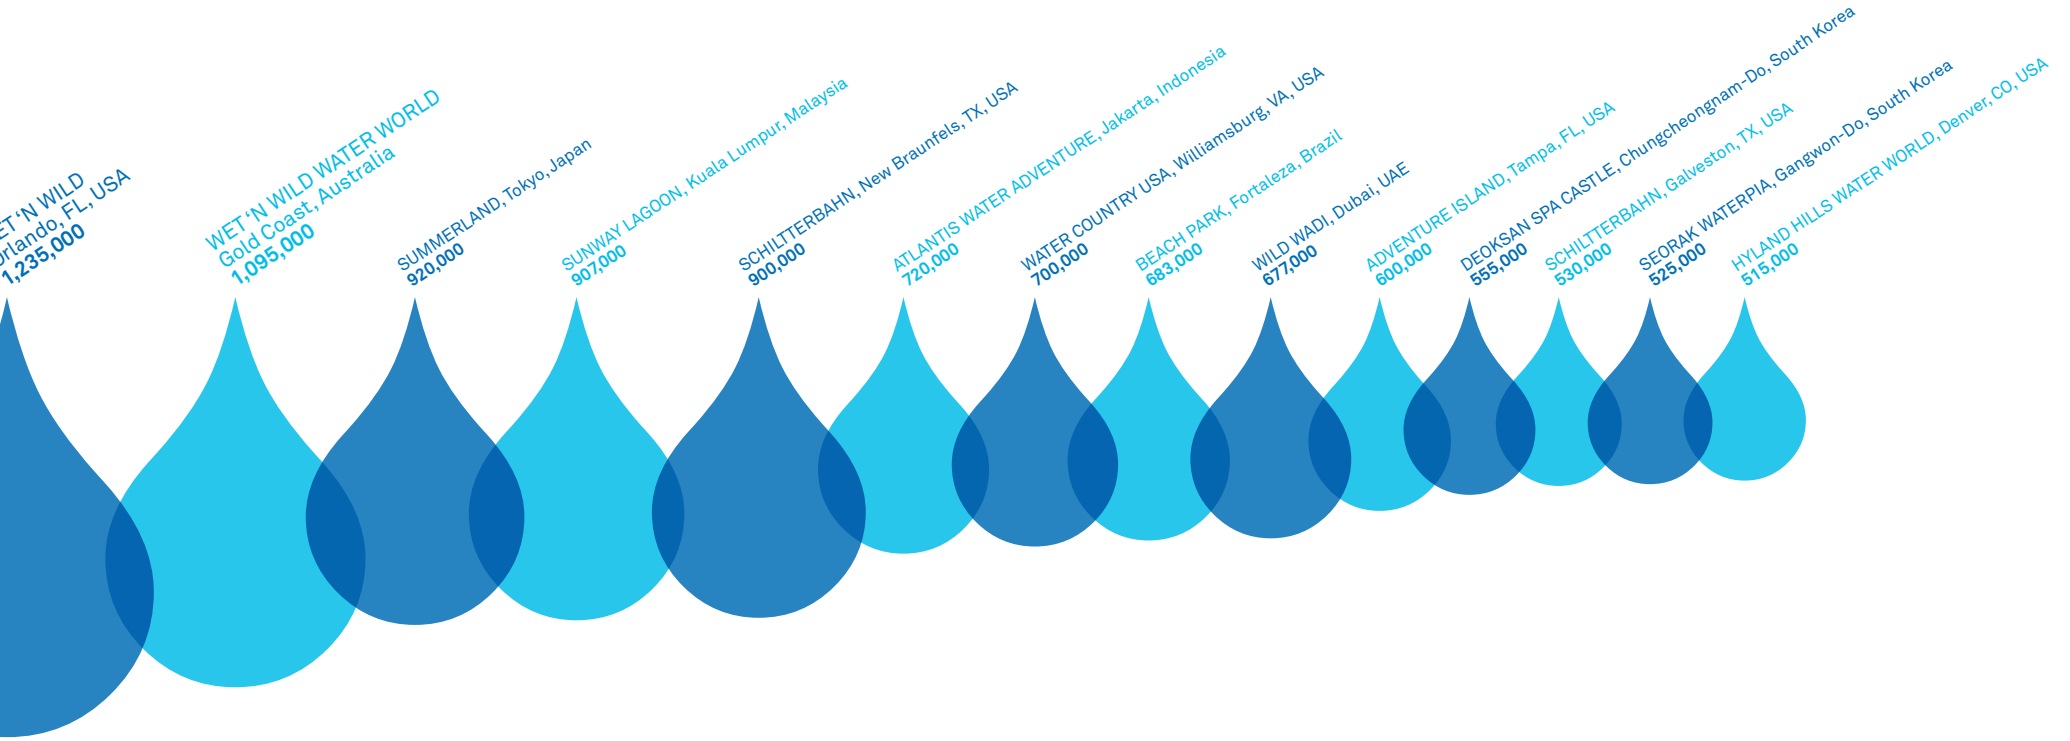 'N WILD
Orlando, FL, USA
1,235,000
WET ‘N WILD WATER WORLD
Gold Coast, Australia
1,095,000
SUMMERLAND, Tokyo, Japan
920,000
SUNWAY LAGOON, Kuala Lumpur, Malaysia
907,000
SCHILTTERBAHN, New Braunfels, TX, USA
900,000
ATLANTIS WATER ADVENTURE, Jakarta, Indonesia
720,000
WATER COUNTRY USA, Williamsburg, VA, USA
700,000
BEACH PARK, Fortaleza, Brazil
683,000
WILD WADI, Dubai, UAE
677,000
ADVENTURE ISLAND, Tampa, FL, USA
600,000
DEOKSAN SPA CASTLE, Chungcheongnam-Do, South Korea
555,000
SCHILTTERBAHN, Galveston, TX, USA
530,000
SEORAK WATERPIA, Gangwon-Do, South Korea
525,000
HYLAND HILLS WATER WORLD, Denver, CO, USA
515,000